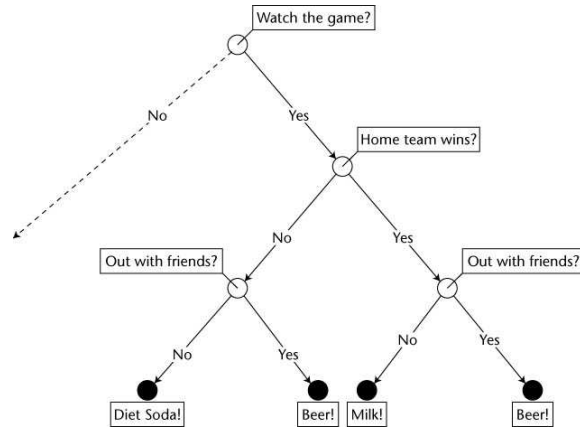 Watch the game?
No
Yes
Home team wins?
No
Yes
Out with friends?
Out with friends?
No
Yes
No
Yes
Diet Soda!
Beer!
Milk!
Beer!